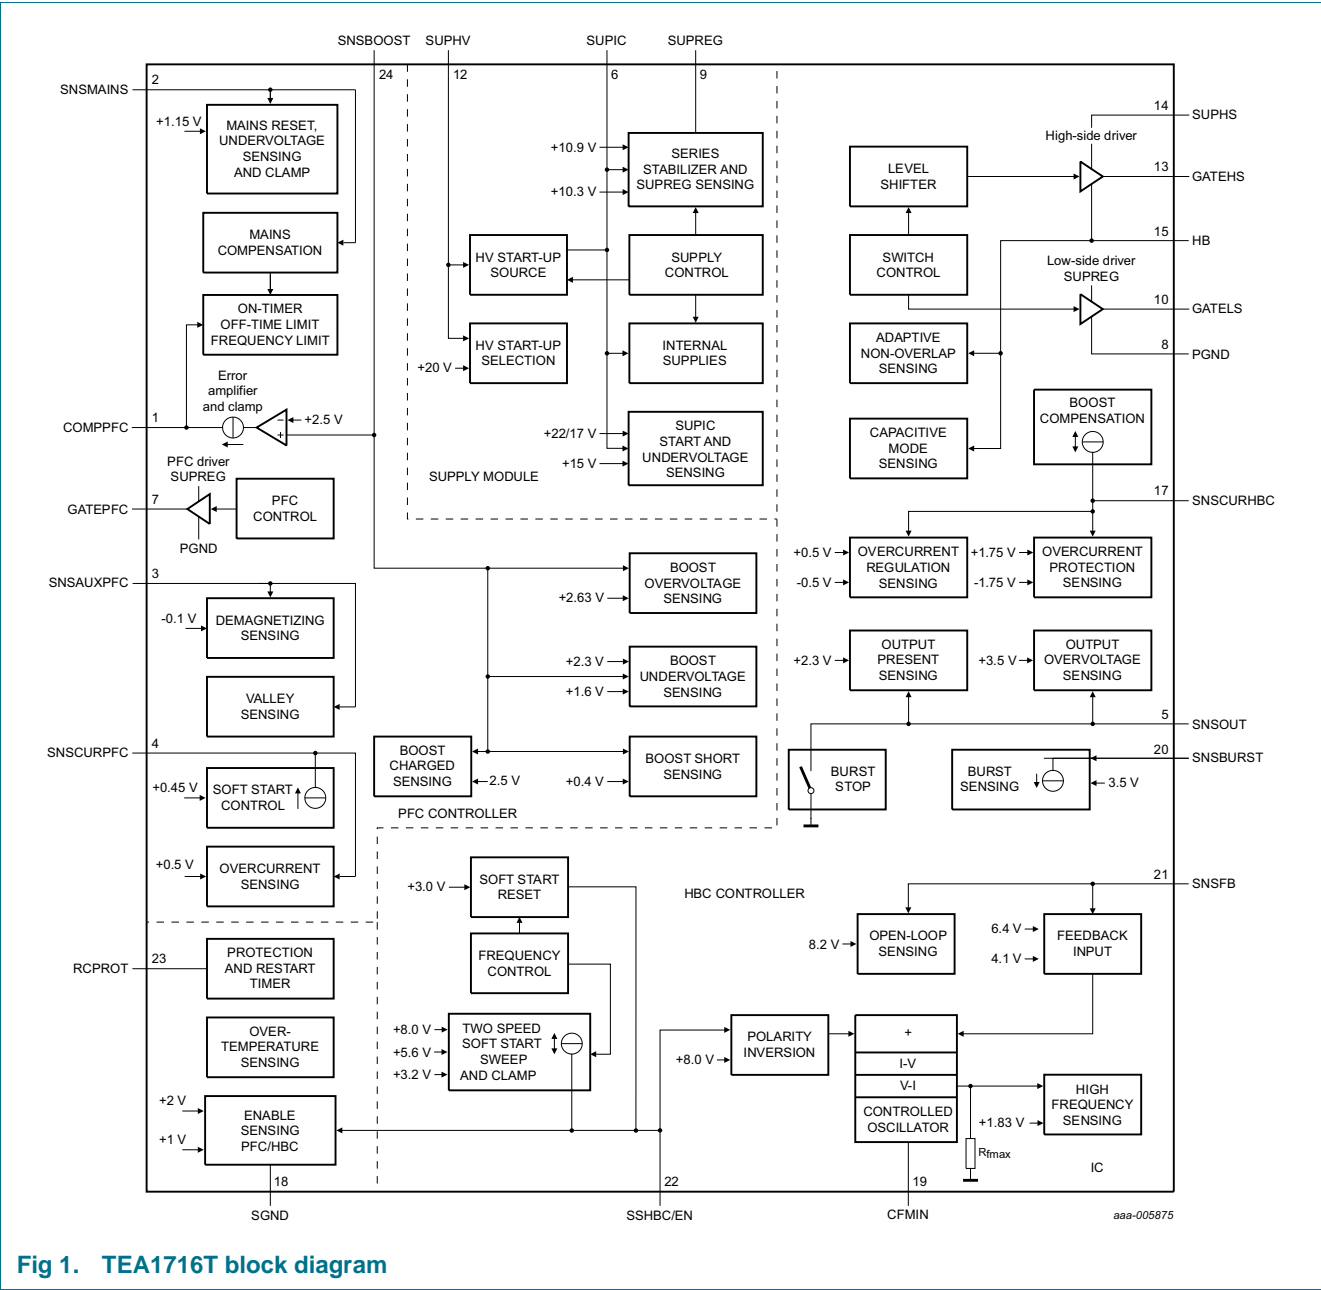 SNSBOOST
SUPHV
SUPIC
SUPREG
24
12
6
9
SNSMAINS
2
+1.15 V
MAINS RESET,
UNDERVOLTAGE
SENSING
AND CLAMP
MAINS
COMPENSATION
ON-TIMER
OFF-TIME LIMIT
FREQUENCY LIMIT
Error
amplifier
and clamp
COMPPFC
1
−
+
+2.5 V
PFC driver
SUPREG
GATEPFC
7
PGND
PFC
CONTROL
SNSAUXPFC
3
-0.1 V
DEMAGNETIZING
SENSING
VALLEY
SENSING
SNSCURPFC
4
+0.45 V
SOFT START
CONTROL
+0.5 V
OVERCURRENT
SENSING
RCPROT
23
PROTECTION
AND RESTART
TIMER
OVER-
TEMPERATURE
SENSING
+2 V
+1 V
ENABLE
SENSING
PFC/HBC
18
SGND
+10.9 V
+10.3 V
SERIES
STABILIZER AND
SUPREG SENSING
HV START-UP
SOURCE
SUPPLY
CONTROL
HV START-UP
SELECTION
+20 V
INTERNAL
SUPPLIES
+22/17 V
+15 V
SUPIC
START AND
UNDERVOLTAGE
SENSING
SUPPLY MODULE
BOOST
OVERVOLTAGE
SENSING
+2.63 V
+2.3 V
+1.6 V
BOOST
UNDERVOLTAGE
SENSING
BOOST
CHARGED
SENSING
2.5 V
+0.4 V
BOOST SHORT
SENSING
PFC CONTROLLER
14
SUPHS
High-side driver
LEVEL
SHIFTER
13
GATEHS
15
HB
SWITCH
CONTROL
Low-side driver
SUPREG
10
GATELS
8
PGND
ADAPTIVE
NON-OVERLAP
SENSING
CAPACITIVE
MODE
SENSING
BOOST
COMPENSATION
17
SNSCURHBC
+0.5 V
-0.5 V
OVERCURRENT
REGULATION
SENSING
+1.75 V
-1.75 V
OVERCURRENT
PROTECTION
SENSING
+2.3 V
OUTPUT
PRESENT
SENSING
+3.5 V
OUTPUT
OVERVOLTAGE
SENSING
5
SNSOUT
BURST
STOP
20
SNSBURST
BURST
SENSING
3.5 V
+3.0 V
SOFT START
RESET
HBC CONTROLLER
21
SNSFB
8.2 V
OPEN-LOOP
SENSING
6.4 V
4.1 V
FEEDBACK
INPUT
FREQUENCY
CONTROL
+8.0 V
+5.6 V
+3.2 V
TWO SPEED
SOFT START
SWEEP
AND CLAMP
POLARITY
INVERSION
+8.0 V
+
I-V
V-I
CONTROLLED
OSCILLATOR
HIGH
FREQUENCY
SENSING
+1.83 V
Rfmax
IC
22
SSHBC/EN
19
CFMIN
aaa-005875
Fig 1. TEA1716T block diagram